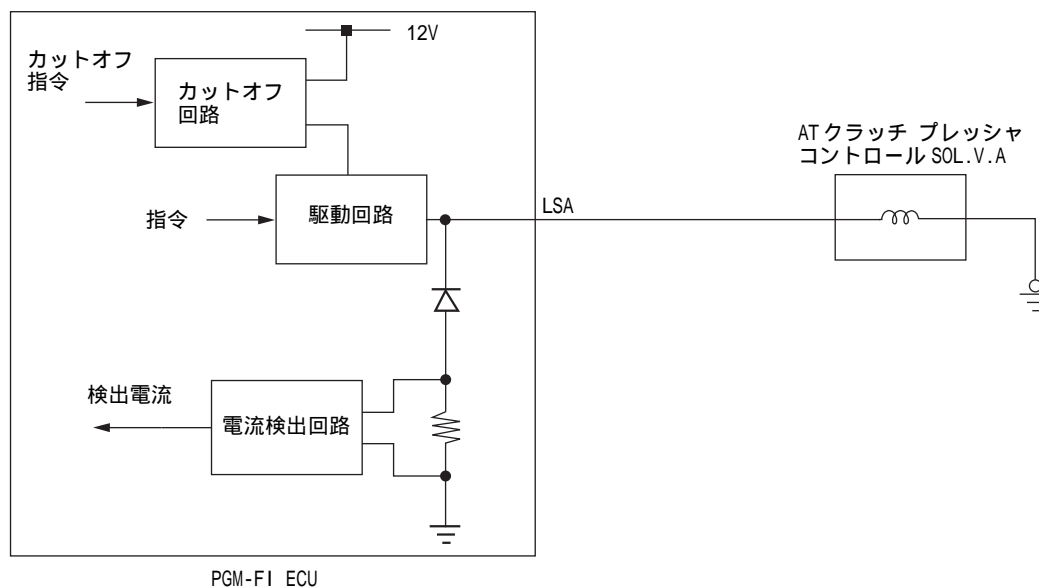 12V
カットオフ
指令
カットオフ
回路
ATクラッチ プレッシャ
コントロール SOL.V.A
指令
駆動回路
LSA
検出電流
電流検出回路
PGM-FI ECU